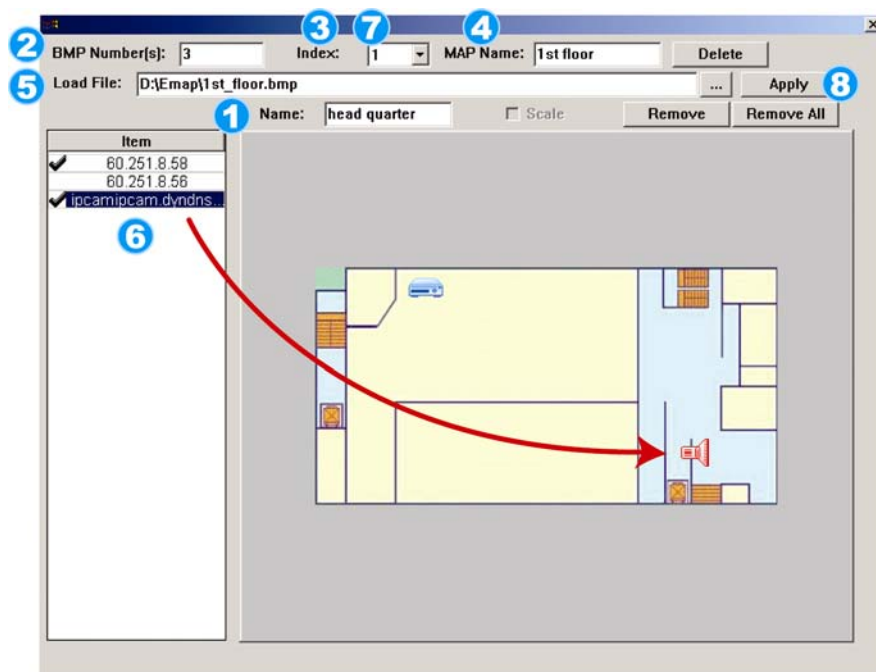 3 7 4
2 BMP Number(s): 3 Index: 1 MAP Name: 1st floor Delete
5 Load File: D:\Emap\1st_floor.bmp ... Apply 8
1 Name: head quarter Scale Remove Remove All
Item
60.251.8.58
60.251.8.56
ipcamipcam.dyndns...
6